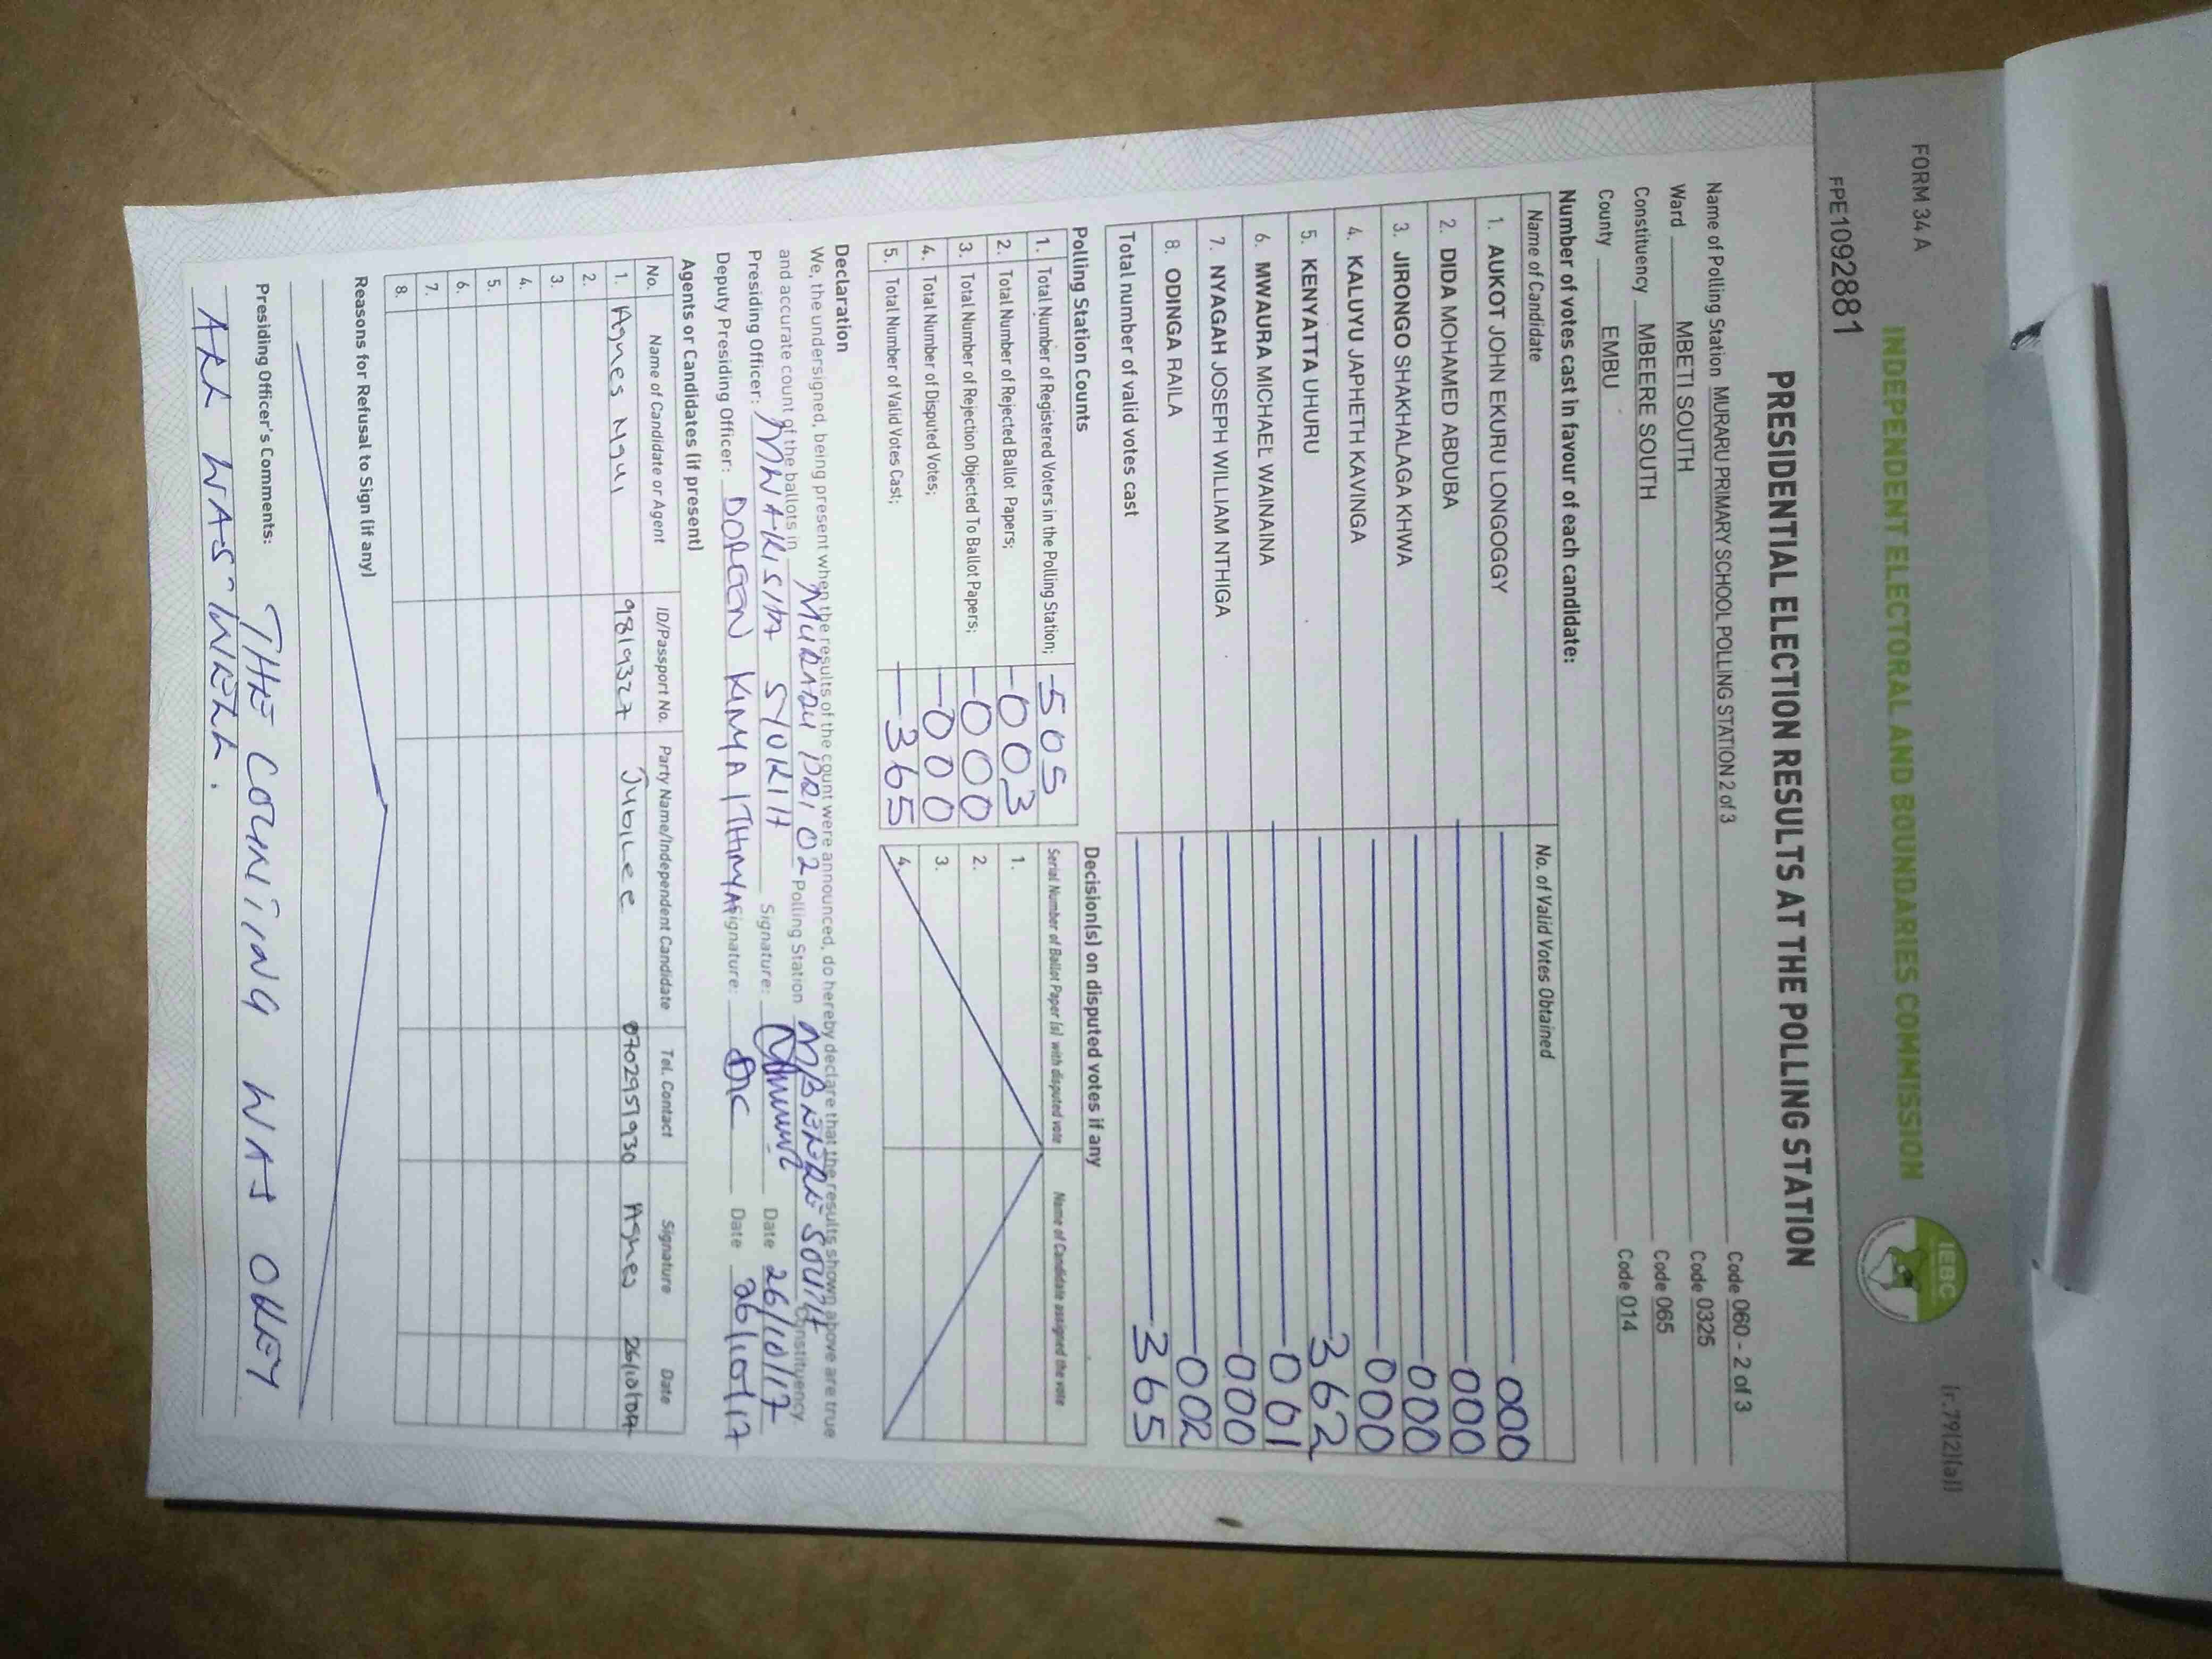 FORM 34 A
(r.79(2)(a))
INDEPENDENT ELECTORAL AND BOUNDARIES COMMISSION
IEBC
FPE1092881
PRESIDENTIAL ELECTION RESULTS AT THE POLLING STATION
Name of Polling Station MURARU PRIMARY SCHOOL POLLING STATION 2 of 3 Code 060 - 2 of 3
Ward MBETI SOUTH Code 0325
Constituency MBEERE SOUTH Code 065
County EMBU Code 014
Number of votes cast in favour of each candidate:
Name of Candidate No. of Valid Votes Obtained
1. AUKOT JOHN EKURU LONGOGGY 000
2. DIDA MOHAMED ABDUBA 000
3. JIRONGO SHAKHALAGA KHWA 000
4. KALUYU JAPHETH KAVINGA 000
5. KENYATTA UHURU 362
6. MWAURA MICHAEL WAINAINA 001
7. NYAGAH JOSEPH WILLIAM NTHIGA 000
8. ODINGA RAILA 002
Total number of valid votes cast 365
Polling Station Counts
1. Total Number of Registered Voters in the Polling Station; 505
2. Total Number of Rejected Ballot Papers; 003
3. Total Number of Rejection Objected To Ballot Papers; 000
4. Total Number of Disputed Votes; 000
5. Total Number of Valid Votes Cast; 365
Decision(s) on disputed votes if any
Serial Number of Ballot Paper (s) with disputed vote Name of Candidate assigned the vote
1.
2.
3.
4.
Declaration
We, the undersigned, being present when the results of the count were announced, do hereby declare that the results shown above are true
and accurate count of the ballots in MURARU PRI 02 Polling Station MBEERE SOUTH Constituency.
Presiding Officer: Signature: Date 26/10/17
Deputy Presiding Officer: DOREEN Signature: Date 26/10/17
Agents or Candidates (if present)
No. Name of Candidate or Agent ID/Passport No. Party Name/Independent Candidate Tel. Contact Signature Date
1. Agnes Ngui 9819327 Jubilee 0702951930 Agnes
2.
3.
4.
5.
6.
7.
8.
Reasons for Refusal to Sign (if any)
Presiding Officer's Comments: THE COUNTING WAS OKEY
ALL WAS WELL.